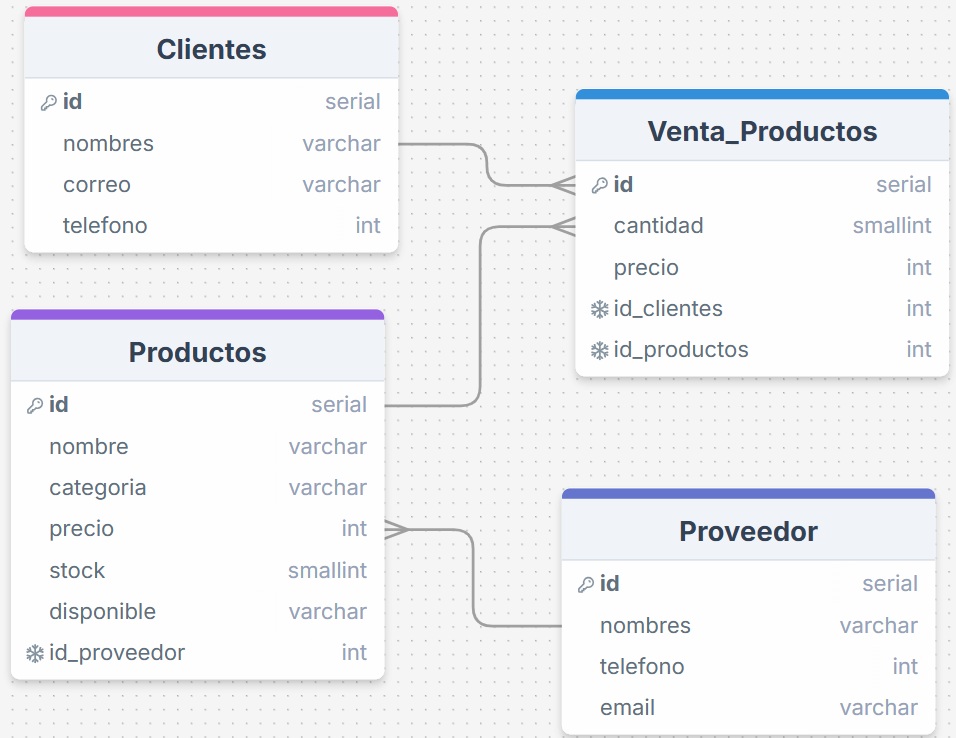 Clientes
id serial
nombres varchar
correo varchar
telefono int
Venta_Productos
id serial
cantidad smallint
precio int
id_clientes int
id_productos int
Productos
id serial
nombre varchar
categoria varchar
precio int
stock smallint
disponible varchar
id_proveedor int
Proveedor
id serial
nombres varchar
telefono int
email varchar